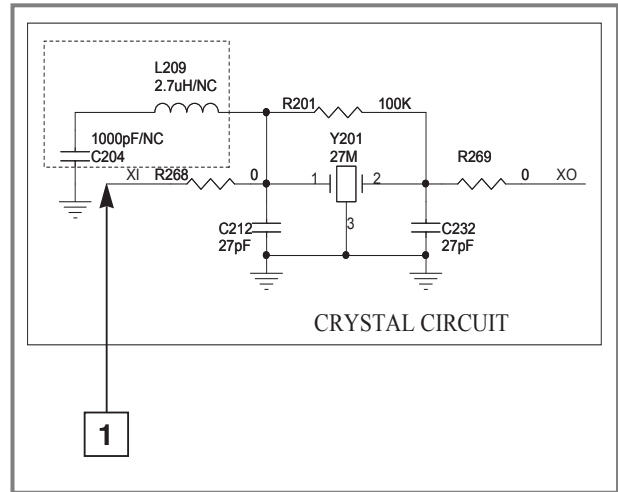 L209
2.7uH/NC
R201 100K
1000pF/NC
C204
Y201
27M
R269
XI R268 0 1 2 0 XO
C212
27pF
3
C232
27pF
CRYSTAL CIRCUIT
1